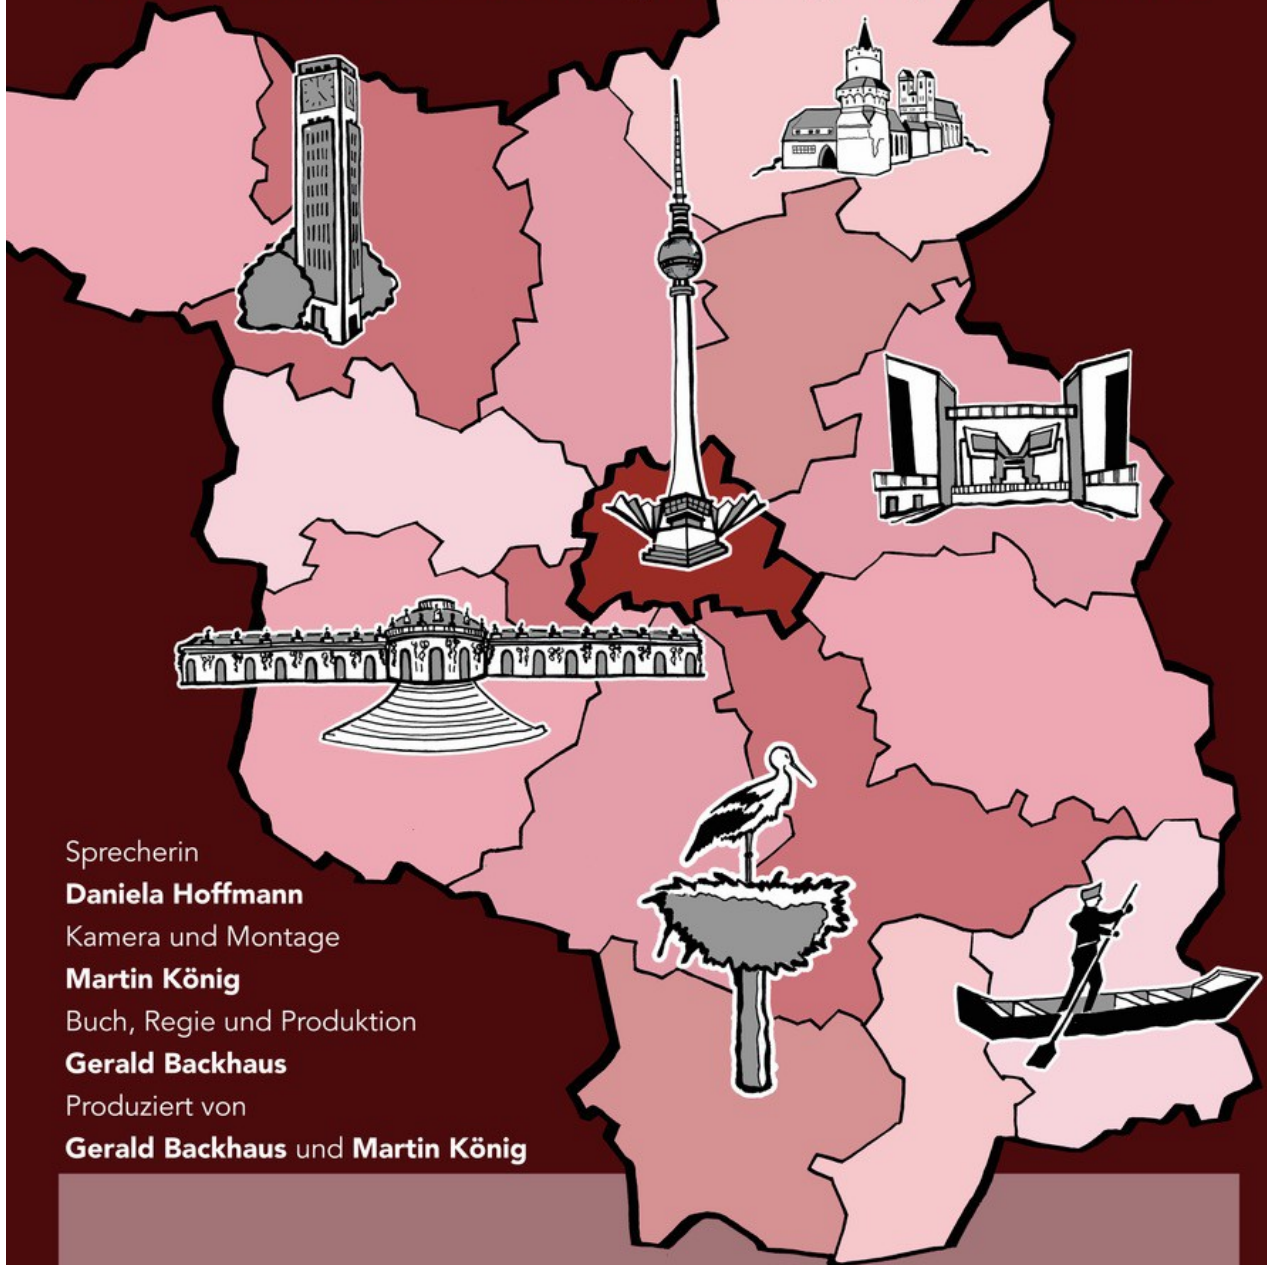 Sprecherin
Daniela Hoffmann
Kamera und Montage
Martin König
Buch, Regie und Produktion
Gerald Backhaus
Produziert von
Gerald Backhaus und Martin König